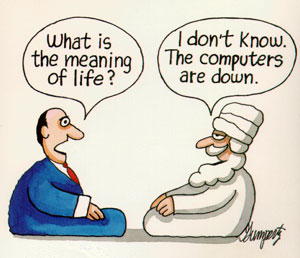 What is
the meaning
of life?
I don't know.
The computers
are down.